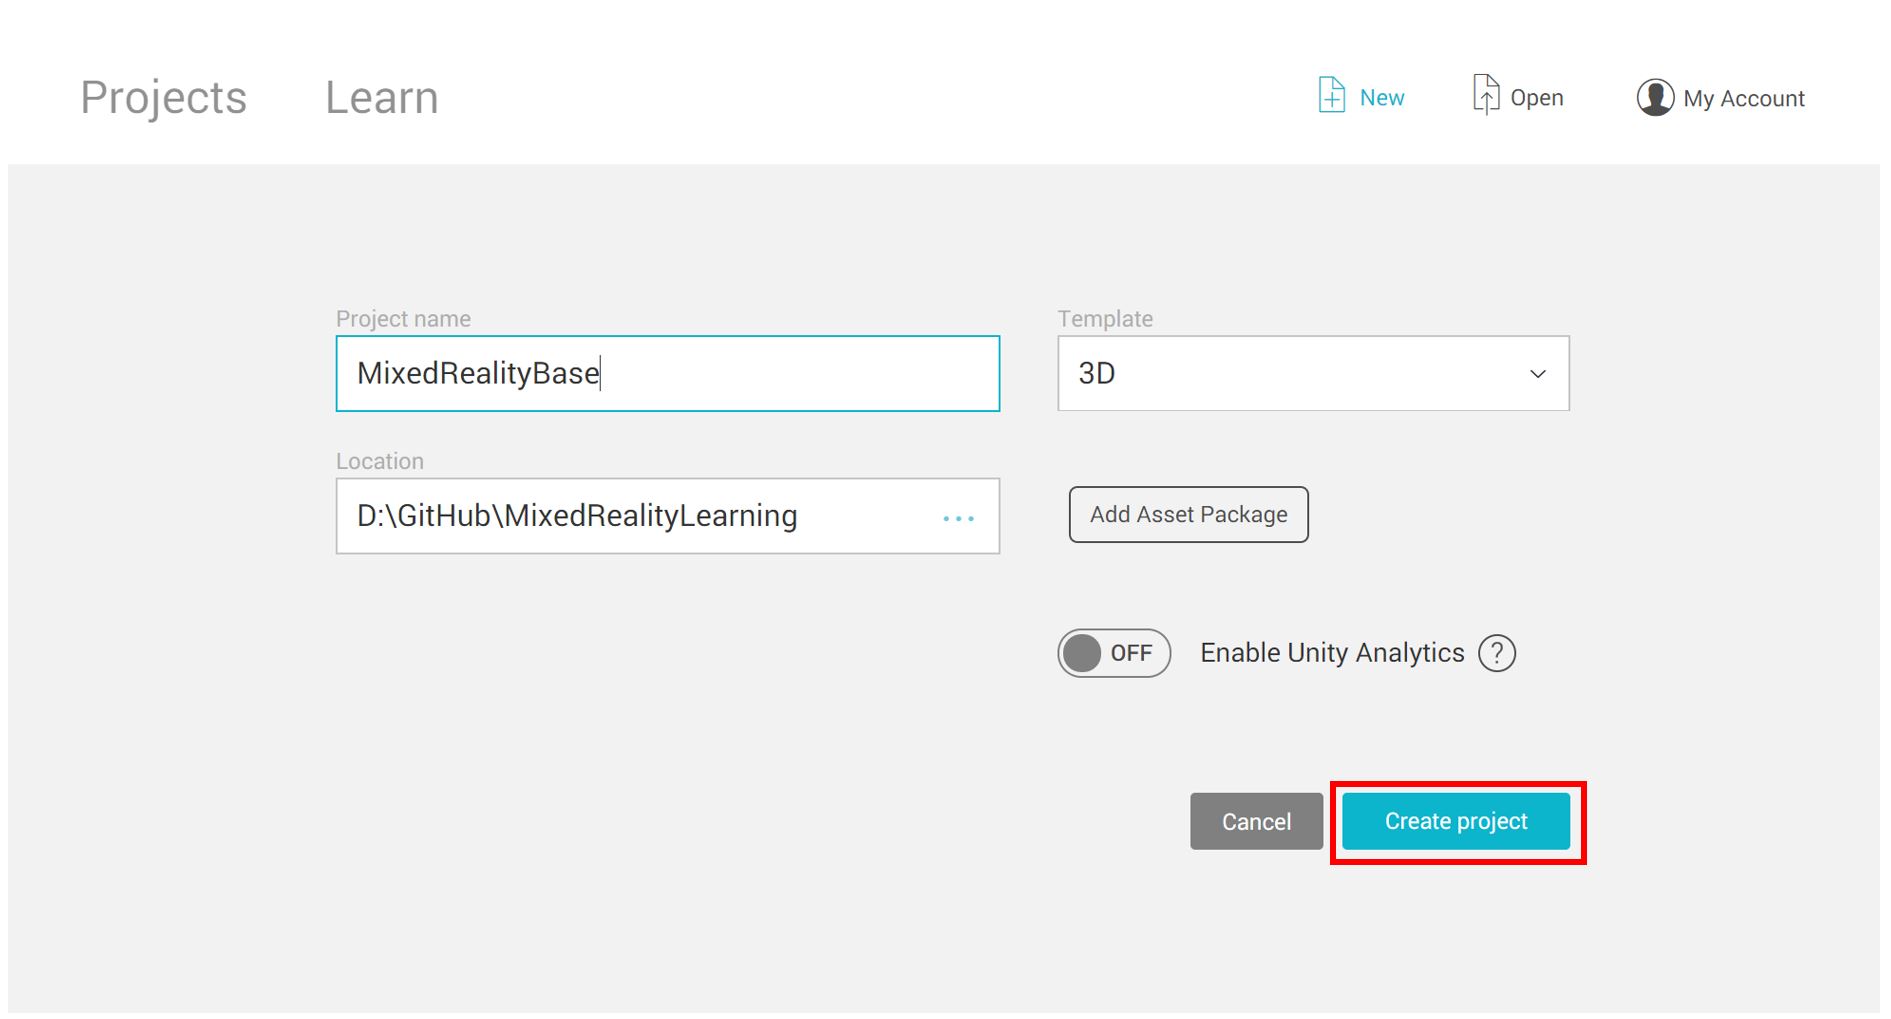 Projects Learn New Open My Account
Project name Template
MixedRealityBase 3D
Location
D:\GitHub\MixedRealityLearning ... Add Asset Package
OFF Enable Unity Analytics ?
Cancel Create project